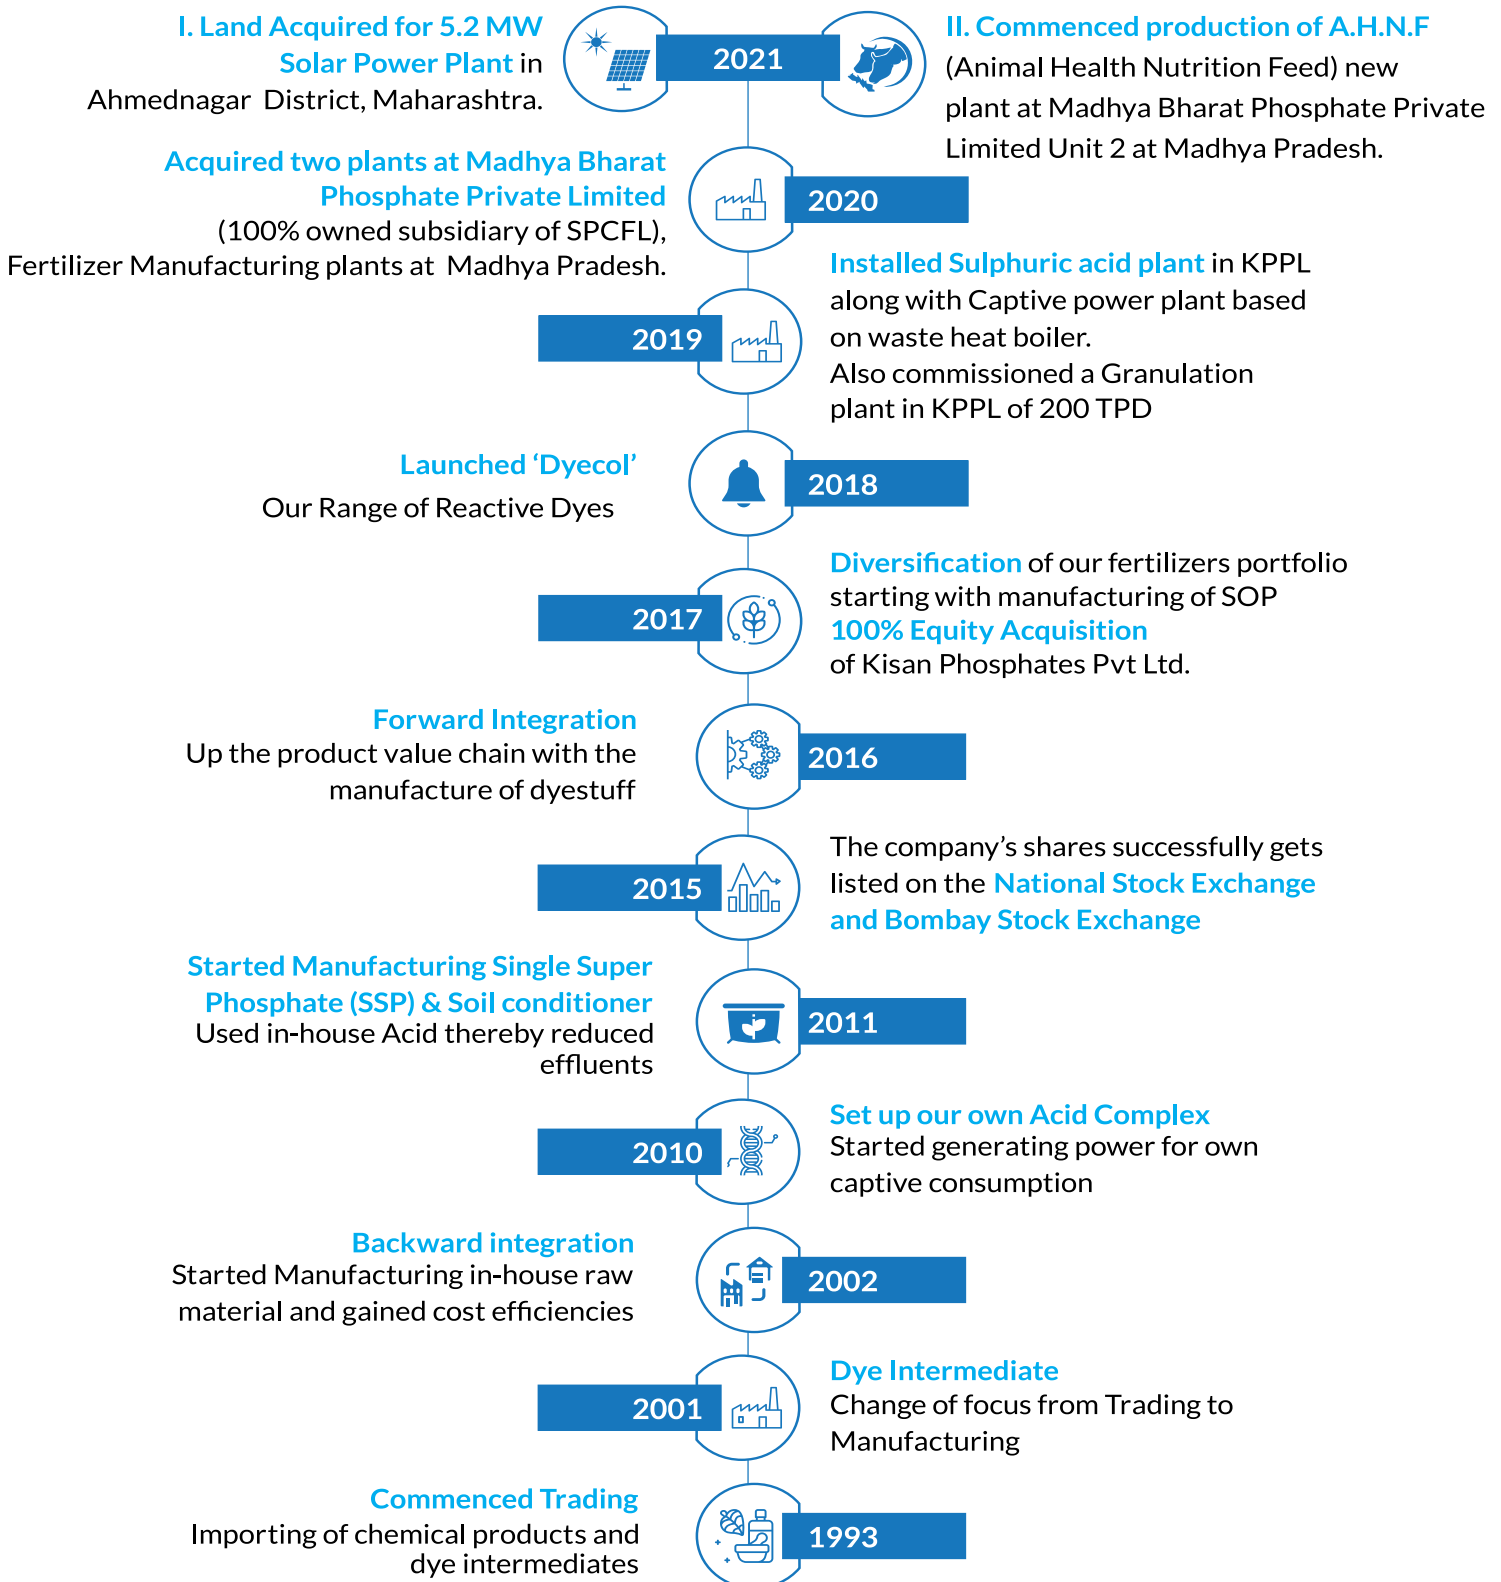 I. Land Acquired for 5.2 MW
Solar Power Plant in
Ahmednagar District, Maharashtra.
2021
II. Commenced production of A.H.N.F
(Animal Health Nutrition Feed) new
plant at Madhya Bharat Phosphate Private
Limited Unit 2 at Madhya Pradesh.
Acquired two plants at Madhya Bharat
Phosphate Private Limited
(100% owned subsidiary of SPCFL),
Fertilizer Manufacturing plants at Madhya Pradesh.
2020
2019
Installed Sulphuric acid plant in KPPL
along with Captive power plant based
on waste heat boiler.
Also commissioned a Granulation
plant in KPPL of 200 TPD
Launched ‘Dyecol’
Our Range of Reactive Dyes
2018
2017
Diversification of our fertilizers portfolio
starting with manufacturing of SOP
100% Equity Acquisition
of Kisan Phosphates Pvt Ltd.
Forward Integration
Up the product value chain with the
manufacture of dyestuff
2016
2015
The company’s shares successfully gets
listed on the National Stock Exchange
and Bombay Stock Exchange
Started Manufacturing Single Super
Phosphate (SSP) & Soil conditioner
Used in-house Acid thereby reduced
effluents
2011
2010
Set up our own Acid Complex
Started generating power for own
captive consumption
Backward integration
Started Manufacturing in-house raw
material and gained cost efficiencies
2002
2001
Dye Intermediate
Change of focus from Trading to
Manufacturing
Commenced Trading
Importing of chemical products and
dye intermediates
1993